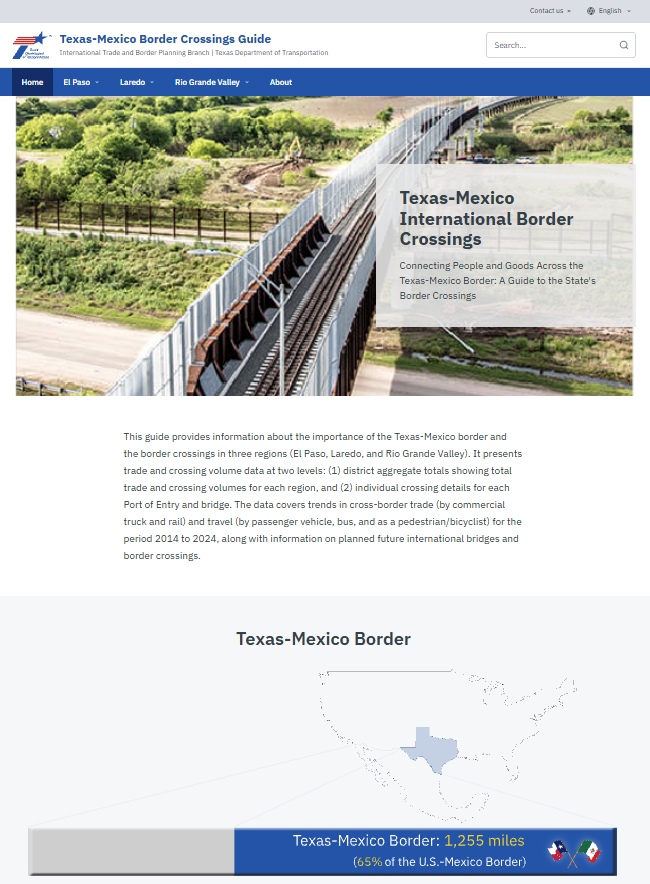 Contact us
English
Texas Department of Transportation
Texas-Mexico Border Crossings Guide
International Trade and Border Planning Branch | Texas Department of Transportation
Search...
Home
El Paso
Laredo
Rio Grande Valley
About
Texas-Mexico
International Border
Crossings
Connecting People and Goods Across the
Texas-Mexico Border: A Guide to the State's
Border Crossings
This guide provides information about the importance of the Texas-Mexico border and
the border crossings in three regions (El Paso, Laredo, and Rio Grande Valley). It presents
trade and crossing volume data at two levels: (1) district aggregate totals showing total
trade and crossing volumes for each region, and (2) individual crossing details for each
Port of Entry and bridge. The data covers trends in cross-border trade (by commercial
truck and rail) and travel (by passenger vehicle, bus, and as a pedestrian/bicyclist) for the
period 2014 to 2024, along with information on planned future international bridges and
border crossings.
Texas-Mexico Border
Texas-Mexico Border: 1,255 miles
(65% of the U.S.-Mexico Border)